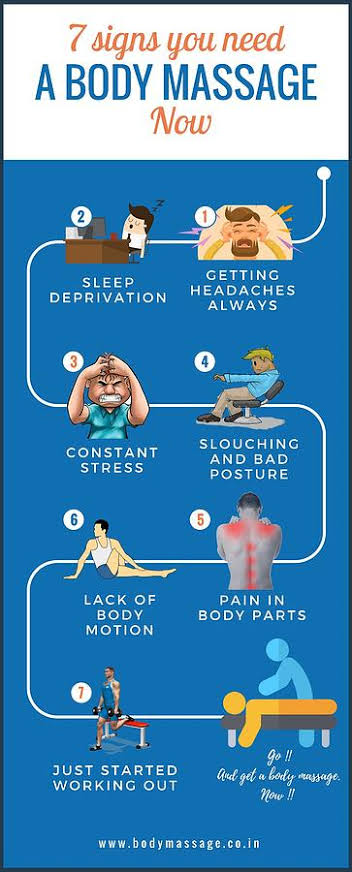 7 signs you need
A BODY MASSAGE
Now
1
GETTING
HEADACHES
ALWAYS
2
SLEEP
DEPRIVATION
z z z
3
CONSTANT
STRESS
4
SLOUCHING
AND BAD
POSTURE
5
PAIN IN
BODY PARTS
6
LACK OF
BODY
MOTION
7
JUST STARTED
WORKING OUT
Go !!
And get a body massage.
Now !!
www.bodymassage.co.in